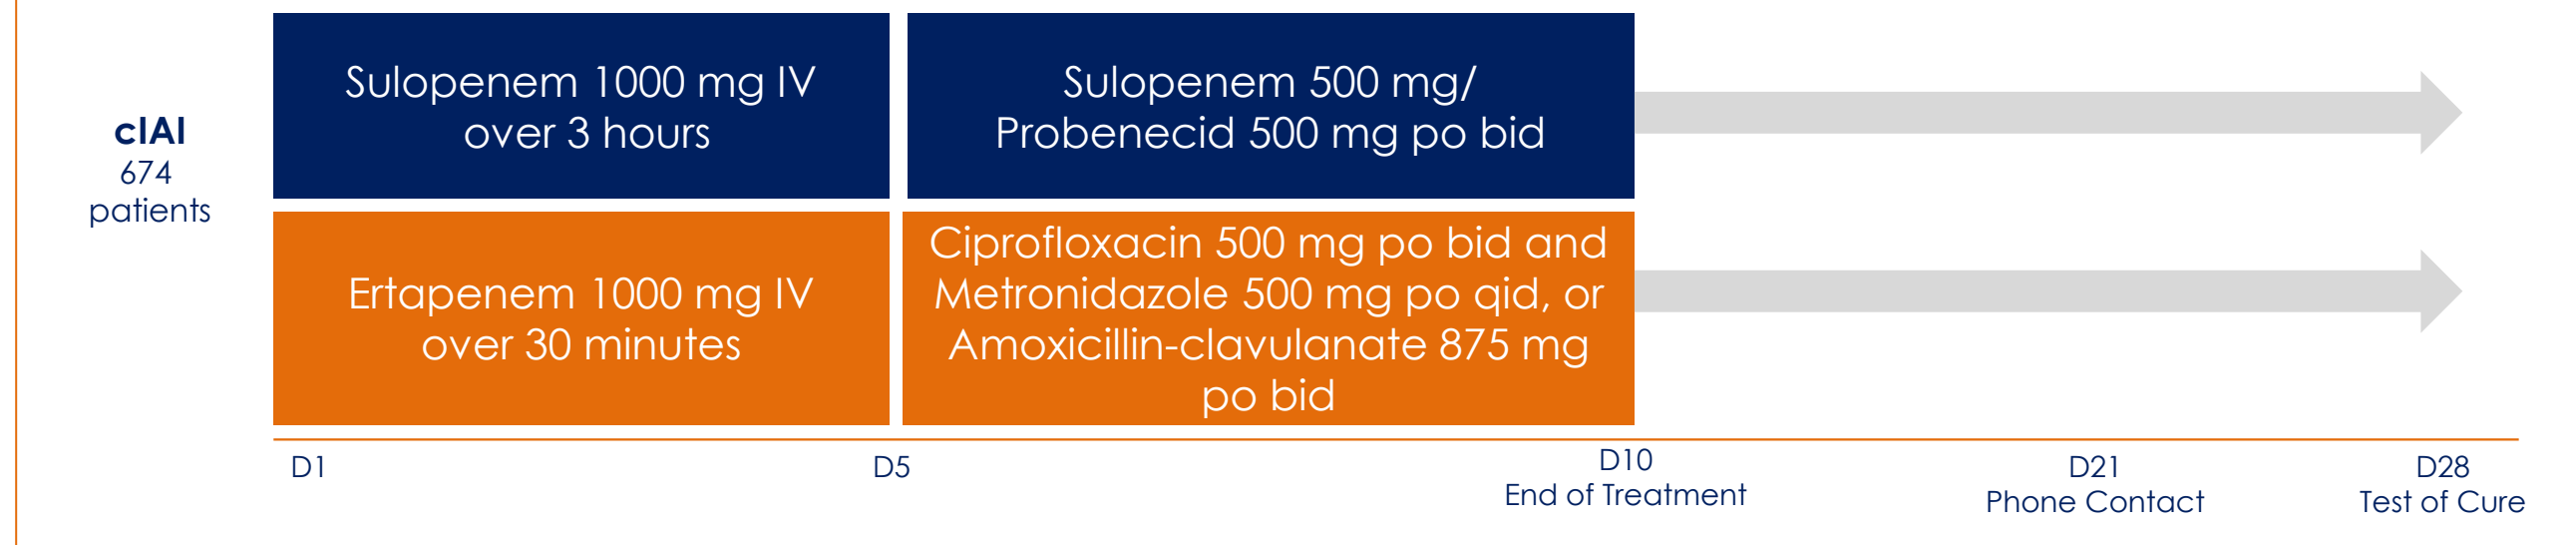 cIAI
674
patients
Sulopenem 1000 mg IV
over 3 hours
Sulopenem 500 mg/
Probenecid 500 mg po bid
Ertapenem 1000 mg IV
over 30 minutes
Ciprofloxacin 500 mg po bid and
Metronidazole 500 mg po qid, or
Amoxicillin-clavulanate 875 mg
po bid
D1
D5
D10
End of Treatment
D21
Phone Contact
D28
Test of Cure